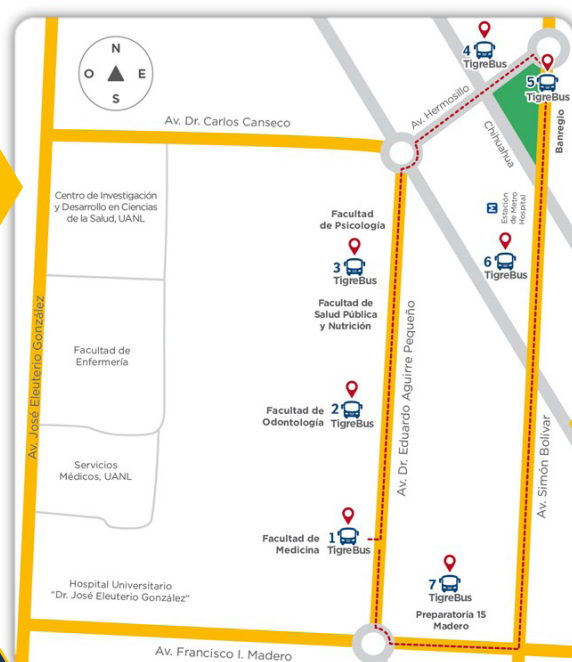 N
O
E
S
4
TigreBus
5
TigreBus
Av. Hermosillo
Chihuahua
Banregio
Av. Dr. Carlos Canseco
Centro de Investigación
y Desarrollo en Ciencias
de la Salud, UANL
Facultad
de Psicología
3
TigreBus
Facultad de
Salud Pública
y Nutrición
M
Estación
de Metro
Hospital
6
TigreBus
Av. José Eleuterio González
Facultad de
Enfermería
Av. Dr. Eduardo Aguirre Pequeño
Facultad de
Odontología
2
TigreBus
Servicios
Médicos, UANL
Av. Simón Bolívar
Facultad de
Medicina
1
TigreBus
Hospital Universitario
"Dr. José Eleuterio González"
7
TigreBus
Preparatoria 15
Madero
Av. Francisco I. Madero